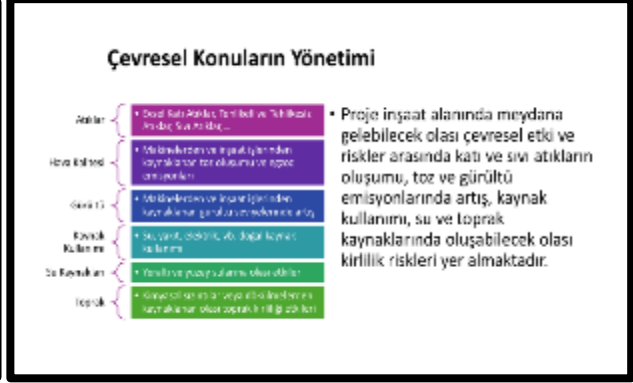 Çevresel Konuların Yönetimi
Atıklar
• Evsel Katı Atıklar, Tehlikeli ve Tehlikesiz
Atıklar, Sıvı Atıklar,...
Hava Kalitesi
• Makinelerden ve inşaat işlerinden
kaynaklanan toz oluşumu ve egzoz
emisyonları
Gürültü
• Makinelerden ve inşaat işlerinden
kaynaklanan gürültü seviyelerinde artış
Kaynak
Kullanımı
• Su, yakıt, elektrik, vb. doğal kaynak
kullanımı
Su Kaynakları
• Yeraltı ve yüzey sularına olası etkiler
Toprak
• Kimyasal sızıntılar veya dökülmelerden
kaynaklanan olası toprak kirliliği etkileri
• Proje inşaat alanında meydana
gelebilecek olası çevresel etki ve
riskler arasında katı ve sıvı atıkların
oluşumu, toz ve gürültü
emisyonlarında artış, kaynak
kullanımı, su ve toprak
kaynaklarında oluşabilecek olası
kirlilik riskleri yer almaktadır.